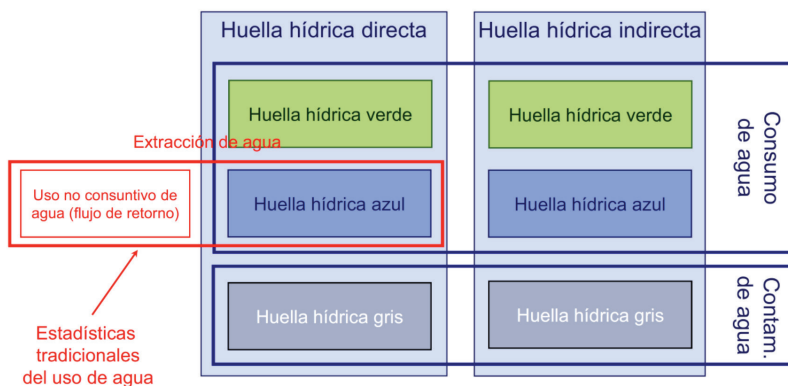 Huella hídrica directa
Huella hídrica indirecta
Huella hídrica verde
Huella hídrica verde
Extracción de agua
Uso no consuntivo de
agua (flujo de retorno)
Huella hídrica azul
Huella hídrica azul
Consumo
de agua
Huella hídrica gris
Huella hídrica gris
Contam.
de agua
Estadísticas
tradicionales
del uso de agua